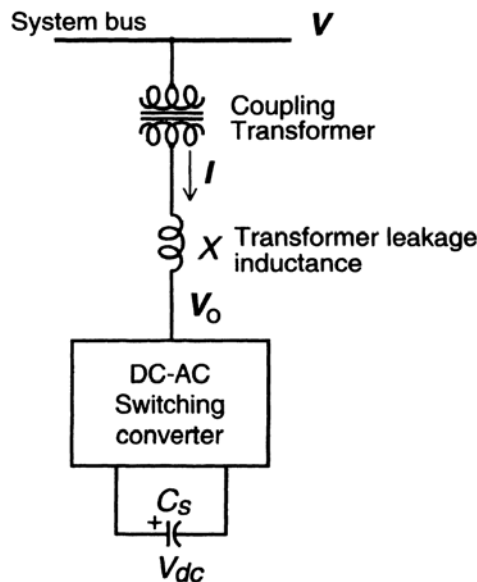 System bus
V
Coupling
Transformer
I
X Transformer leakage
inductance
Vo
DC-AC
Switching
converter
Cs
+
Vdc